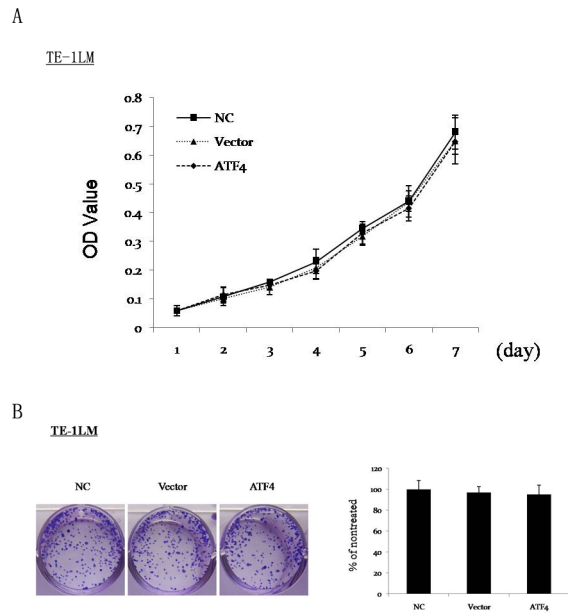 A
TE-1LM
0.8
0.7
0.6
0.5
0.4
0.3
0.2
0.1
0
OD Value
NC
Vector
ATF4
1 2 3 4 5 6 7 (day)
B
TE-1LM
NC Vector ATF4
% of nontreated
120
100
80
60
40
20
0
NC Vector ATF4